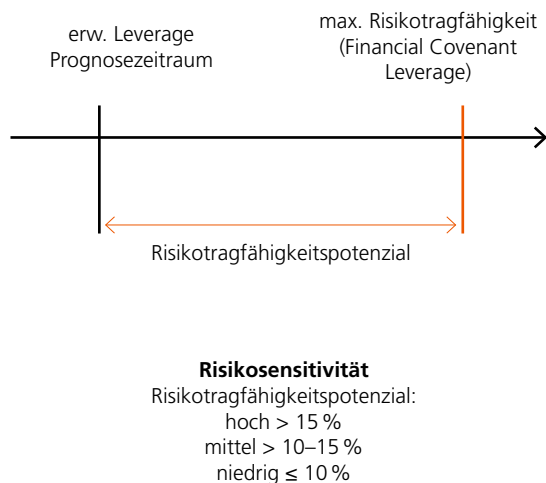 erw. Leverage
Prognosezeitraum
max. Risikotragfähigkeit
(Financial Covenant
Leverage)
Risikotragfähigkeitspotenzial
Risikosensitivität
Risikotragfähigkeitspotenzial:
hoch > 15 %
mittel > 10–15 %
niedrig ≤ 10 %